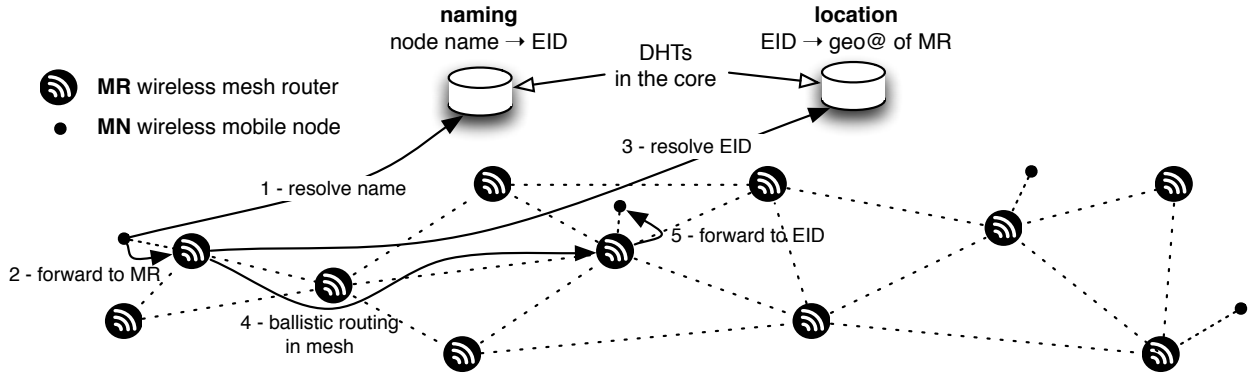 naming
node name → EID
location
EID → geo@ of MR
DHTs
in the core
MR wireless mesh router
MN wireless mobile node
3 - resolve EID
1 - resolve name
5 - forward to EID
2 - forward to MR
4 - ballistic routing
in mesh